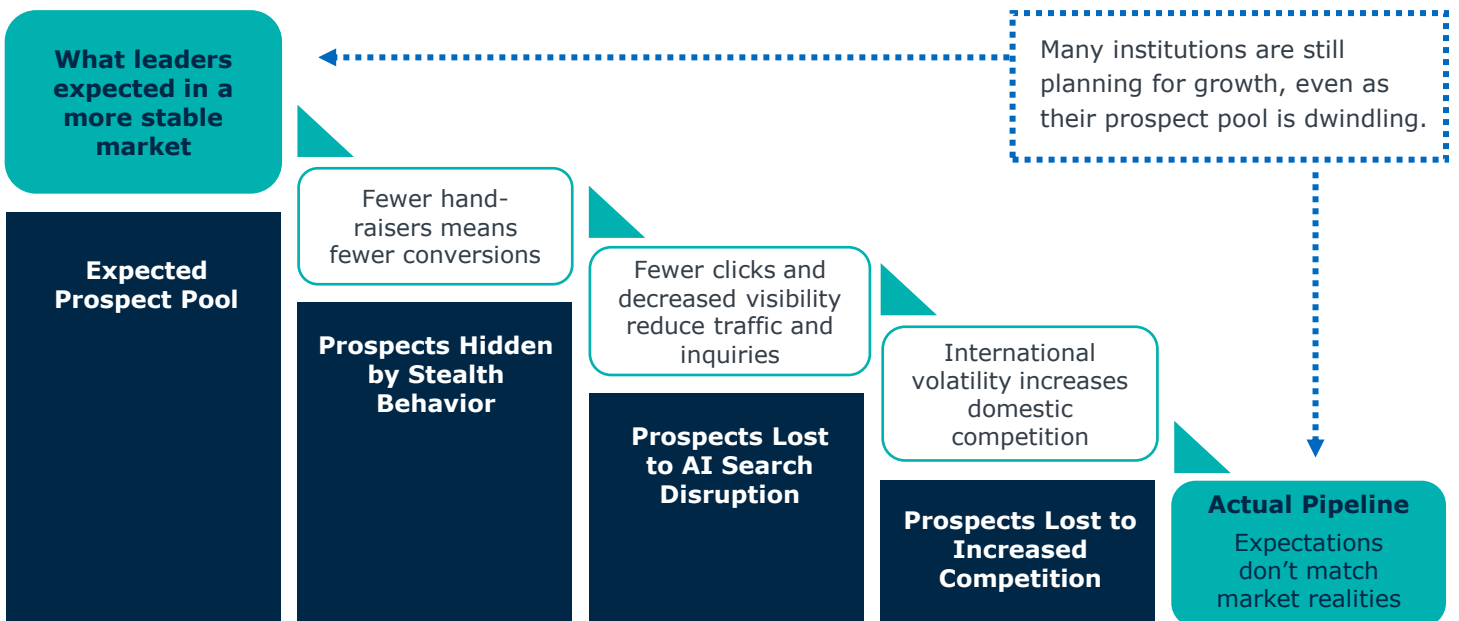 What leaders
expected in a
more stable
market
Many institutions are still
planning for growth, even as
their prospect pool is dwindling.
Expected
Prospect Pool
Fewer hand-
raisers means
fewer conversions
Prospects Hidden
by Stealth
Behavior
Fewer clicks and
decreased visibility
reduce traffic and
inquiries
Prospects Lost
to AI Search
Disruption
International
volatility increases
domestic
competition
Prospects Lost to
Increased
Competition
Actual Pipeline
Expectations
don’t match
market realities